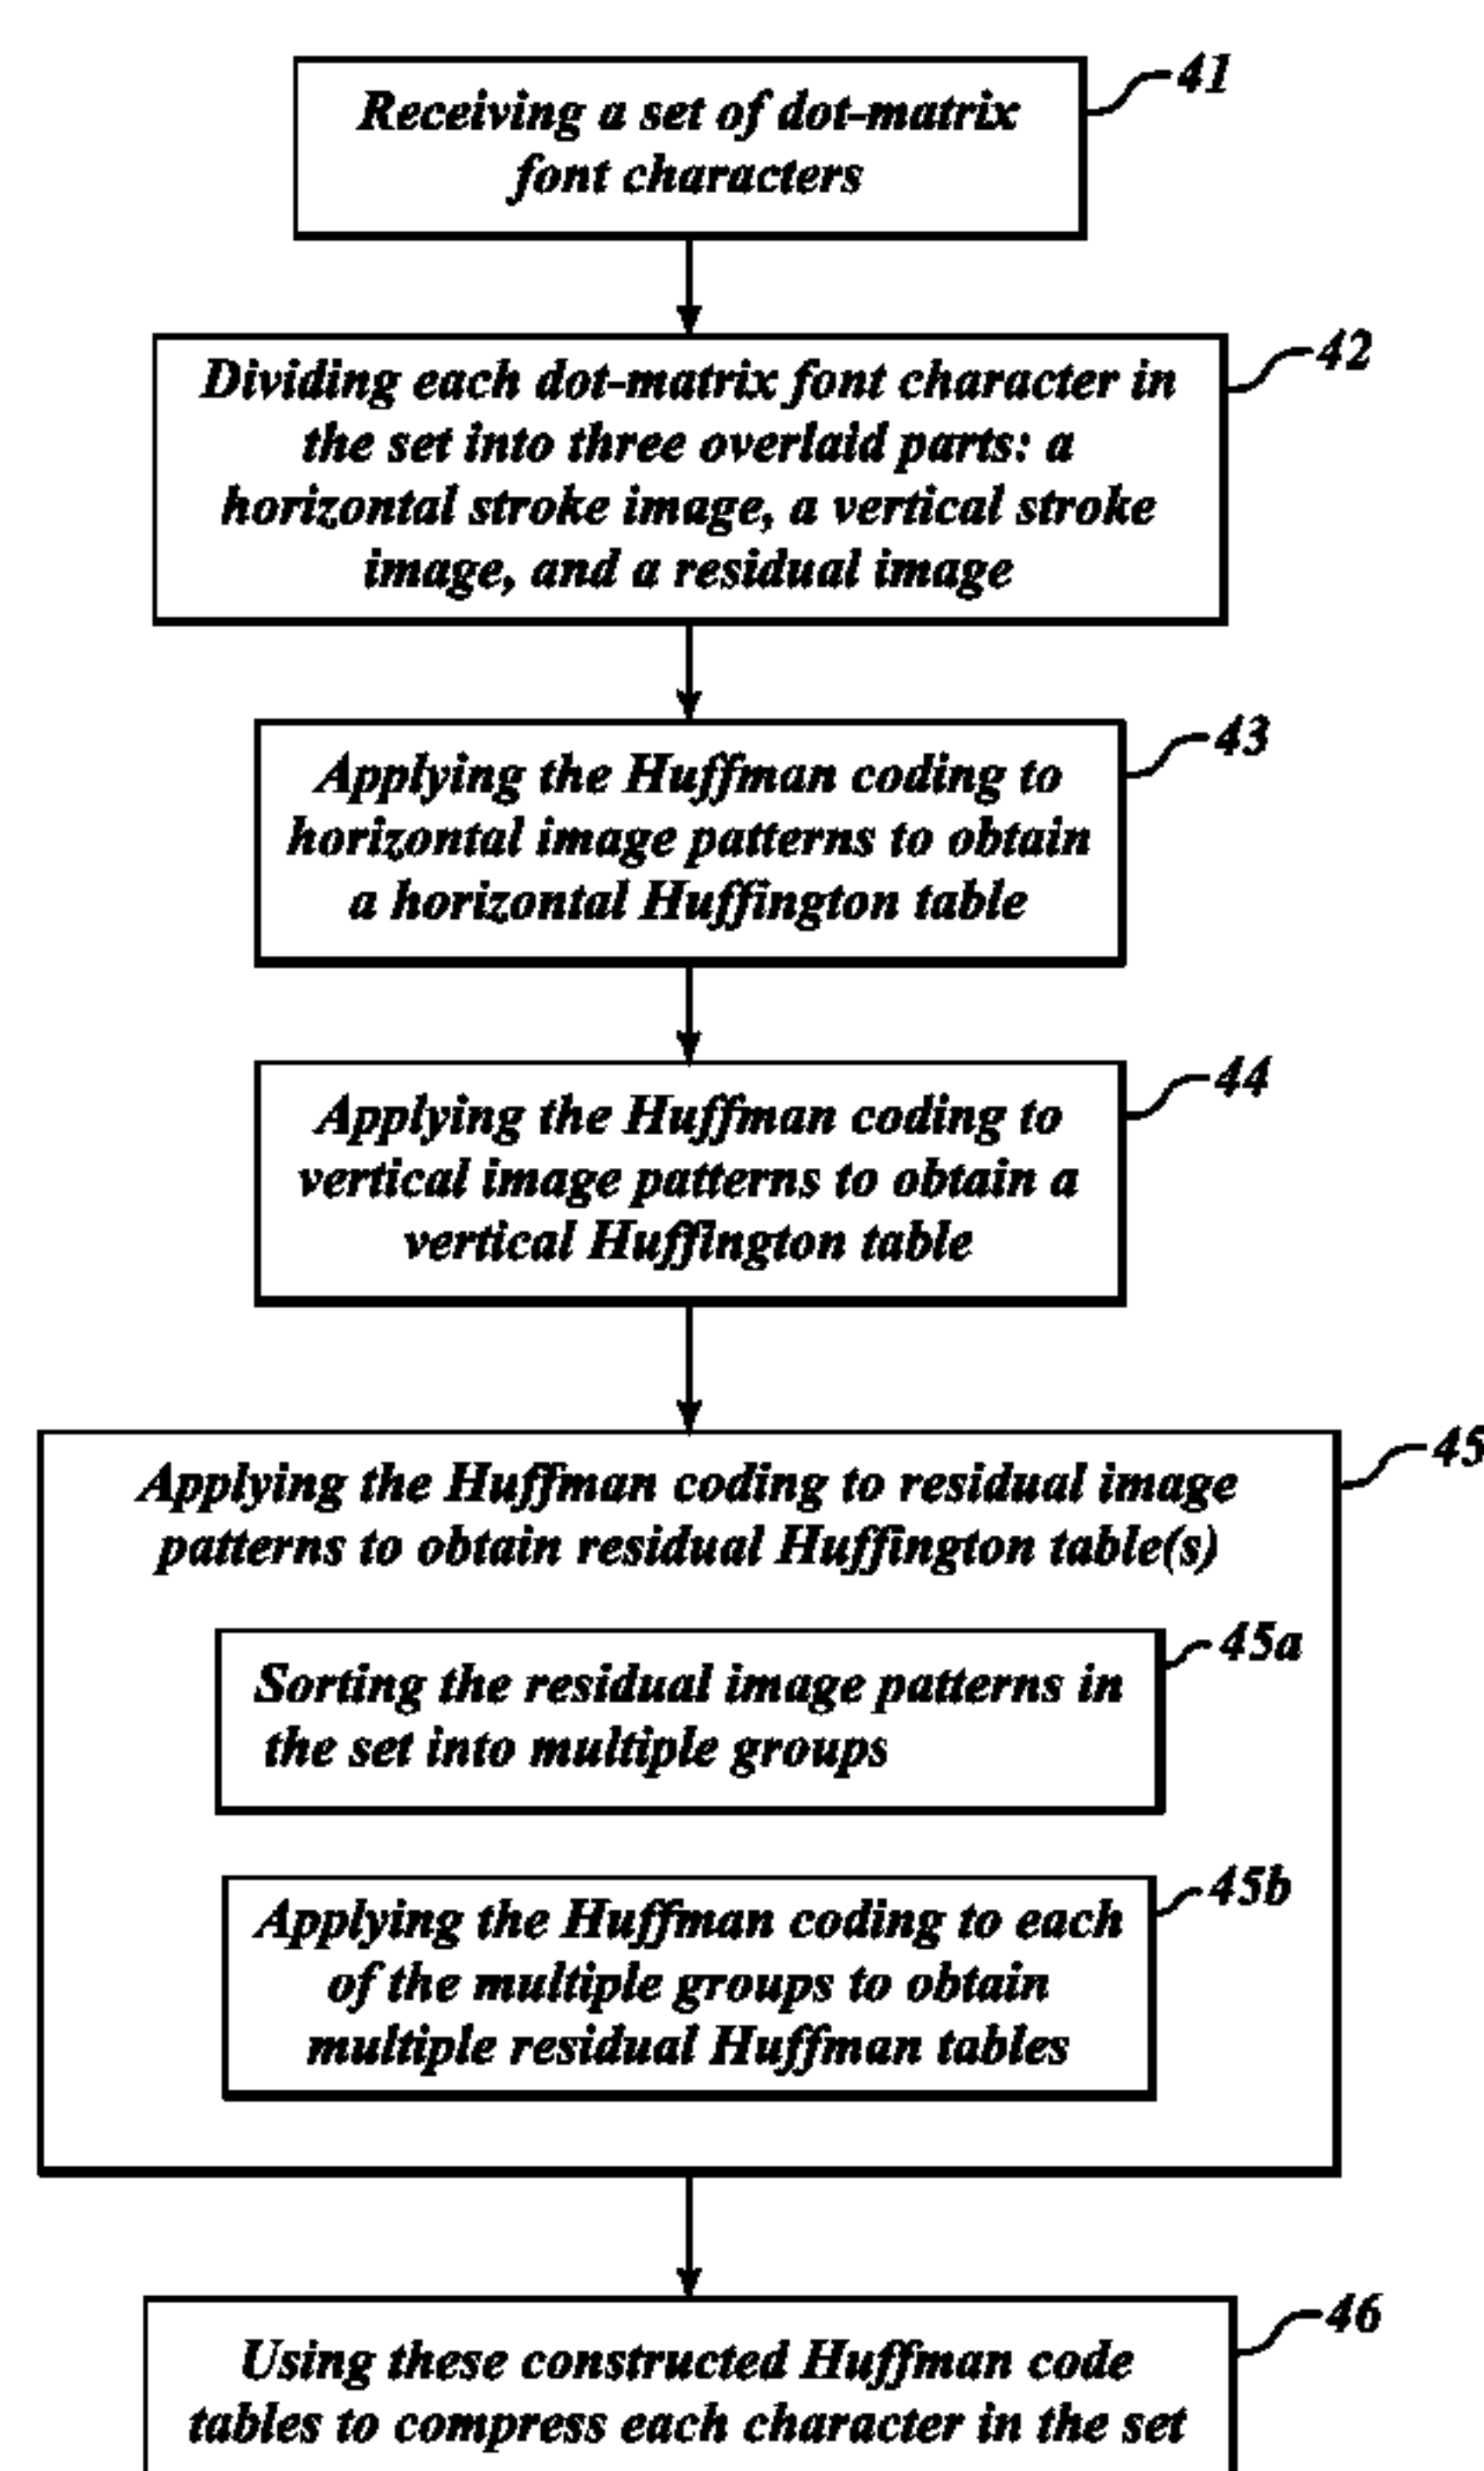 41
Receiving a set of dot-matrix
font characters
42
Dividing each dot-matrix font character in
the set into three overlaid parts: a
horizontal stroke image, a vertical stroke
image, and a residual image
43
Applying the Huffman coding to
horizontal image patterns to obtain
a horizontal Huffington table
44
Applying the Huffman coding to
vertical image patterns to obtain a
vertical Huffington table
45
Applying the Huffman coding to residual image
patterns to obtain residual Huffington table(s)
45a
Sorting the residual image patterns in
the set into multiple groups
45b
Applying the Huffman coding to each
of the multiple groups to obtain
multiple residual Huffman tables
46
Using these constructed Huffman code
tables to compress each character in the set